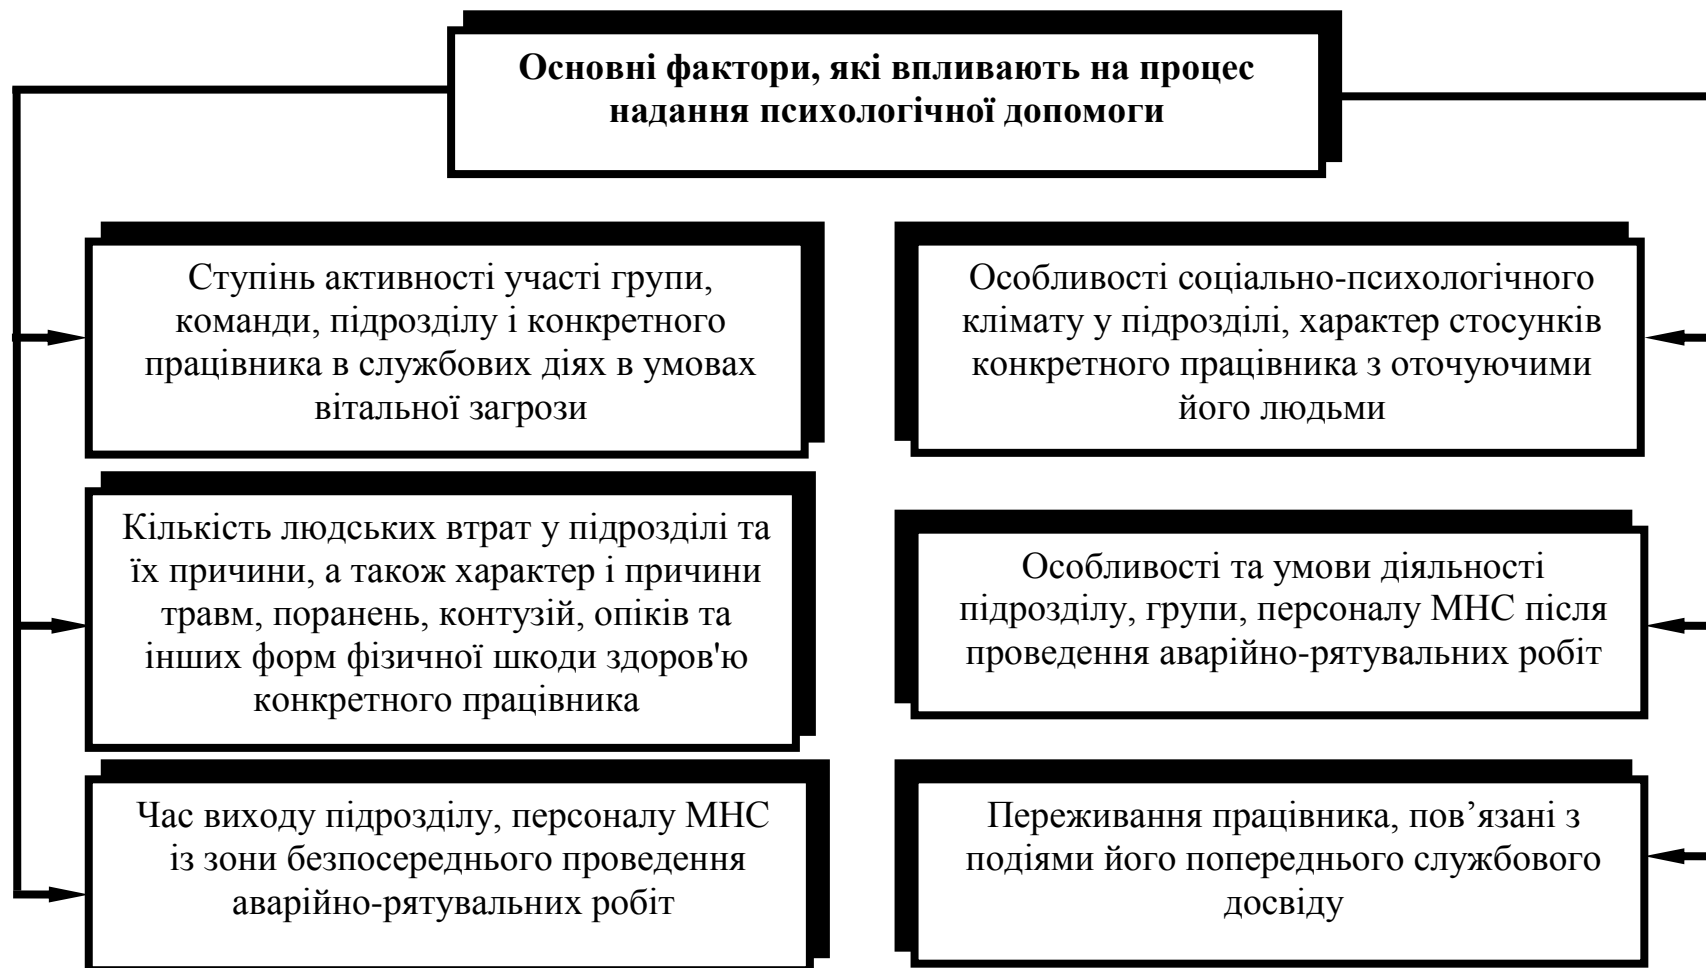 Основні фактори, які впливають на процес
надання психологічної допомоги
Ступінь активності участі групи,
команди, підрозділу і конкретного
працівника в службових діях в умовах
вітальної загрози
Кількість людських втрат у підрозділі та
їх причини, а також характер і причини
травм, поранень, контузій, опіків та
інших форм фізичної шкоди здоров'ю
конкретного працівника
Час виходу підрозділу, персоналу МНС
із зони безпосереднього проведення
аварійно-рятувальних робіт
Особливості соціально-психологічного
клімату у підрозділі, характер стосунків
конкретного працівника з оточуючими
його людьми
Особливості та умови діяльності
підрозділу, групи, персоналу МНС після
проведення аварійно-рятувальних робіт
Переживання працівника, пов’язані з
подіями його попереднього службового
досвіду